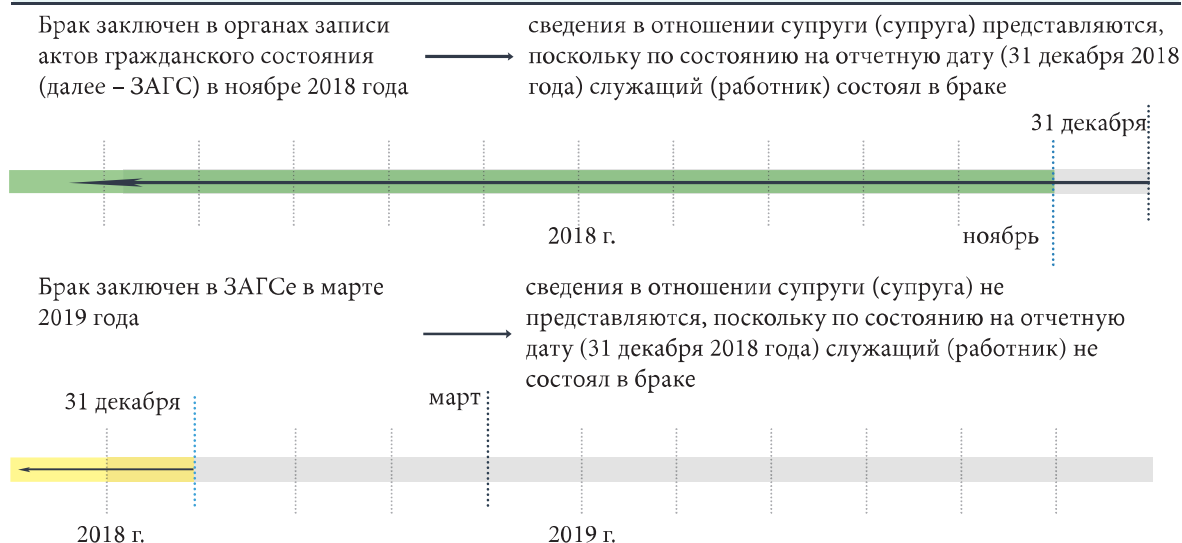 Брак заключен в органах записи
актов гражданского состояния
(далее – ЗАГС) в ноябре 2018 года
сведения в отношении супруги (супруга) представляются,
поскольку по состоянию на отчетную дату (31 декабря 2018
года) служащий (работник) состоял в браке
31 декабря
2018 г.
ноябрь
Брак заключен в ЗАГСе в марте
2019 года
сведения в отношении супруги (супруга) не
представляются, поскольку по состоянию на отчетную
дату (31 декабря 2018 года) служащий (работник) не
состоял в браке
31 декабря
март
2018 г.
2019 г.